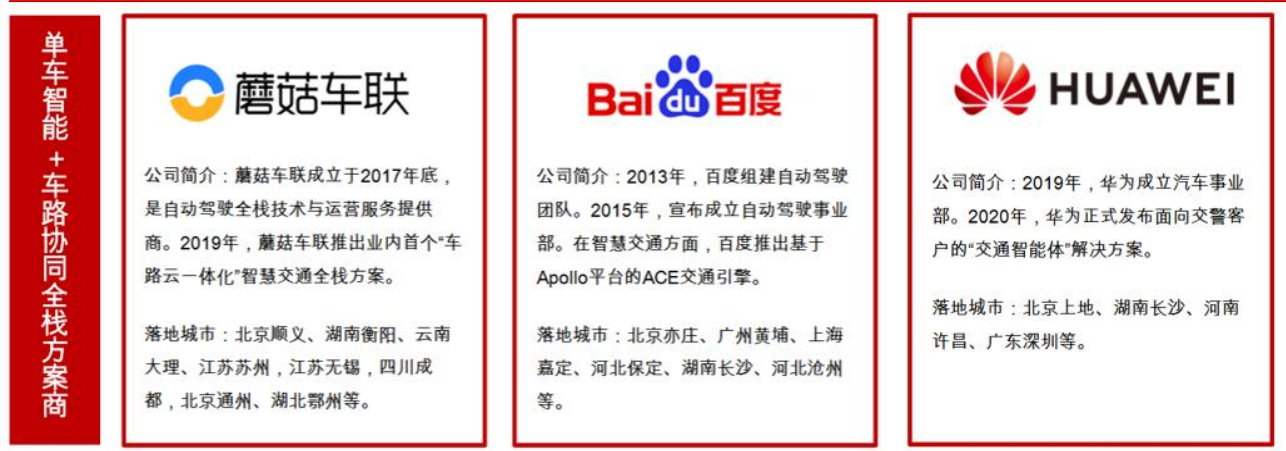 单车智能+车路协同全栈方案商
蘑菇车联
公司简介：蘑菇车联成立于2017年底，
是自动驾驶全栈技术与运营服务提供
商。2019年，蘑菇车联推出业内首个“车
路云一体化”智慧交通全栈方案。
落地城市：北京顺义、湖南衡阳、云南
大理、江苏苏州，江苏无锡，四川成
都，北京通州、湖北鄂州等。
Bai du 百度
公司简介：2013年，百度组建自动驾驶
团队。2015年，宣布成立自动驾驶事业
部。在智慧交通方面，百度推出基于
Apollo平台的ACE交通引擎。
落地城市：北京亦庄、广州黄埔、上海
嘉定、河北保定、湖南长沙、河北沧州
等。
HUAWEI
公司简介：2019年，华为成立汽车事业
部。2020年，华为正式发布面向交警客
户的“交通智能体”解决方案。
落地城市：北京上地、湖南长沙、河南
许昌、广东深圳等。